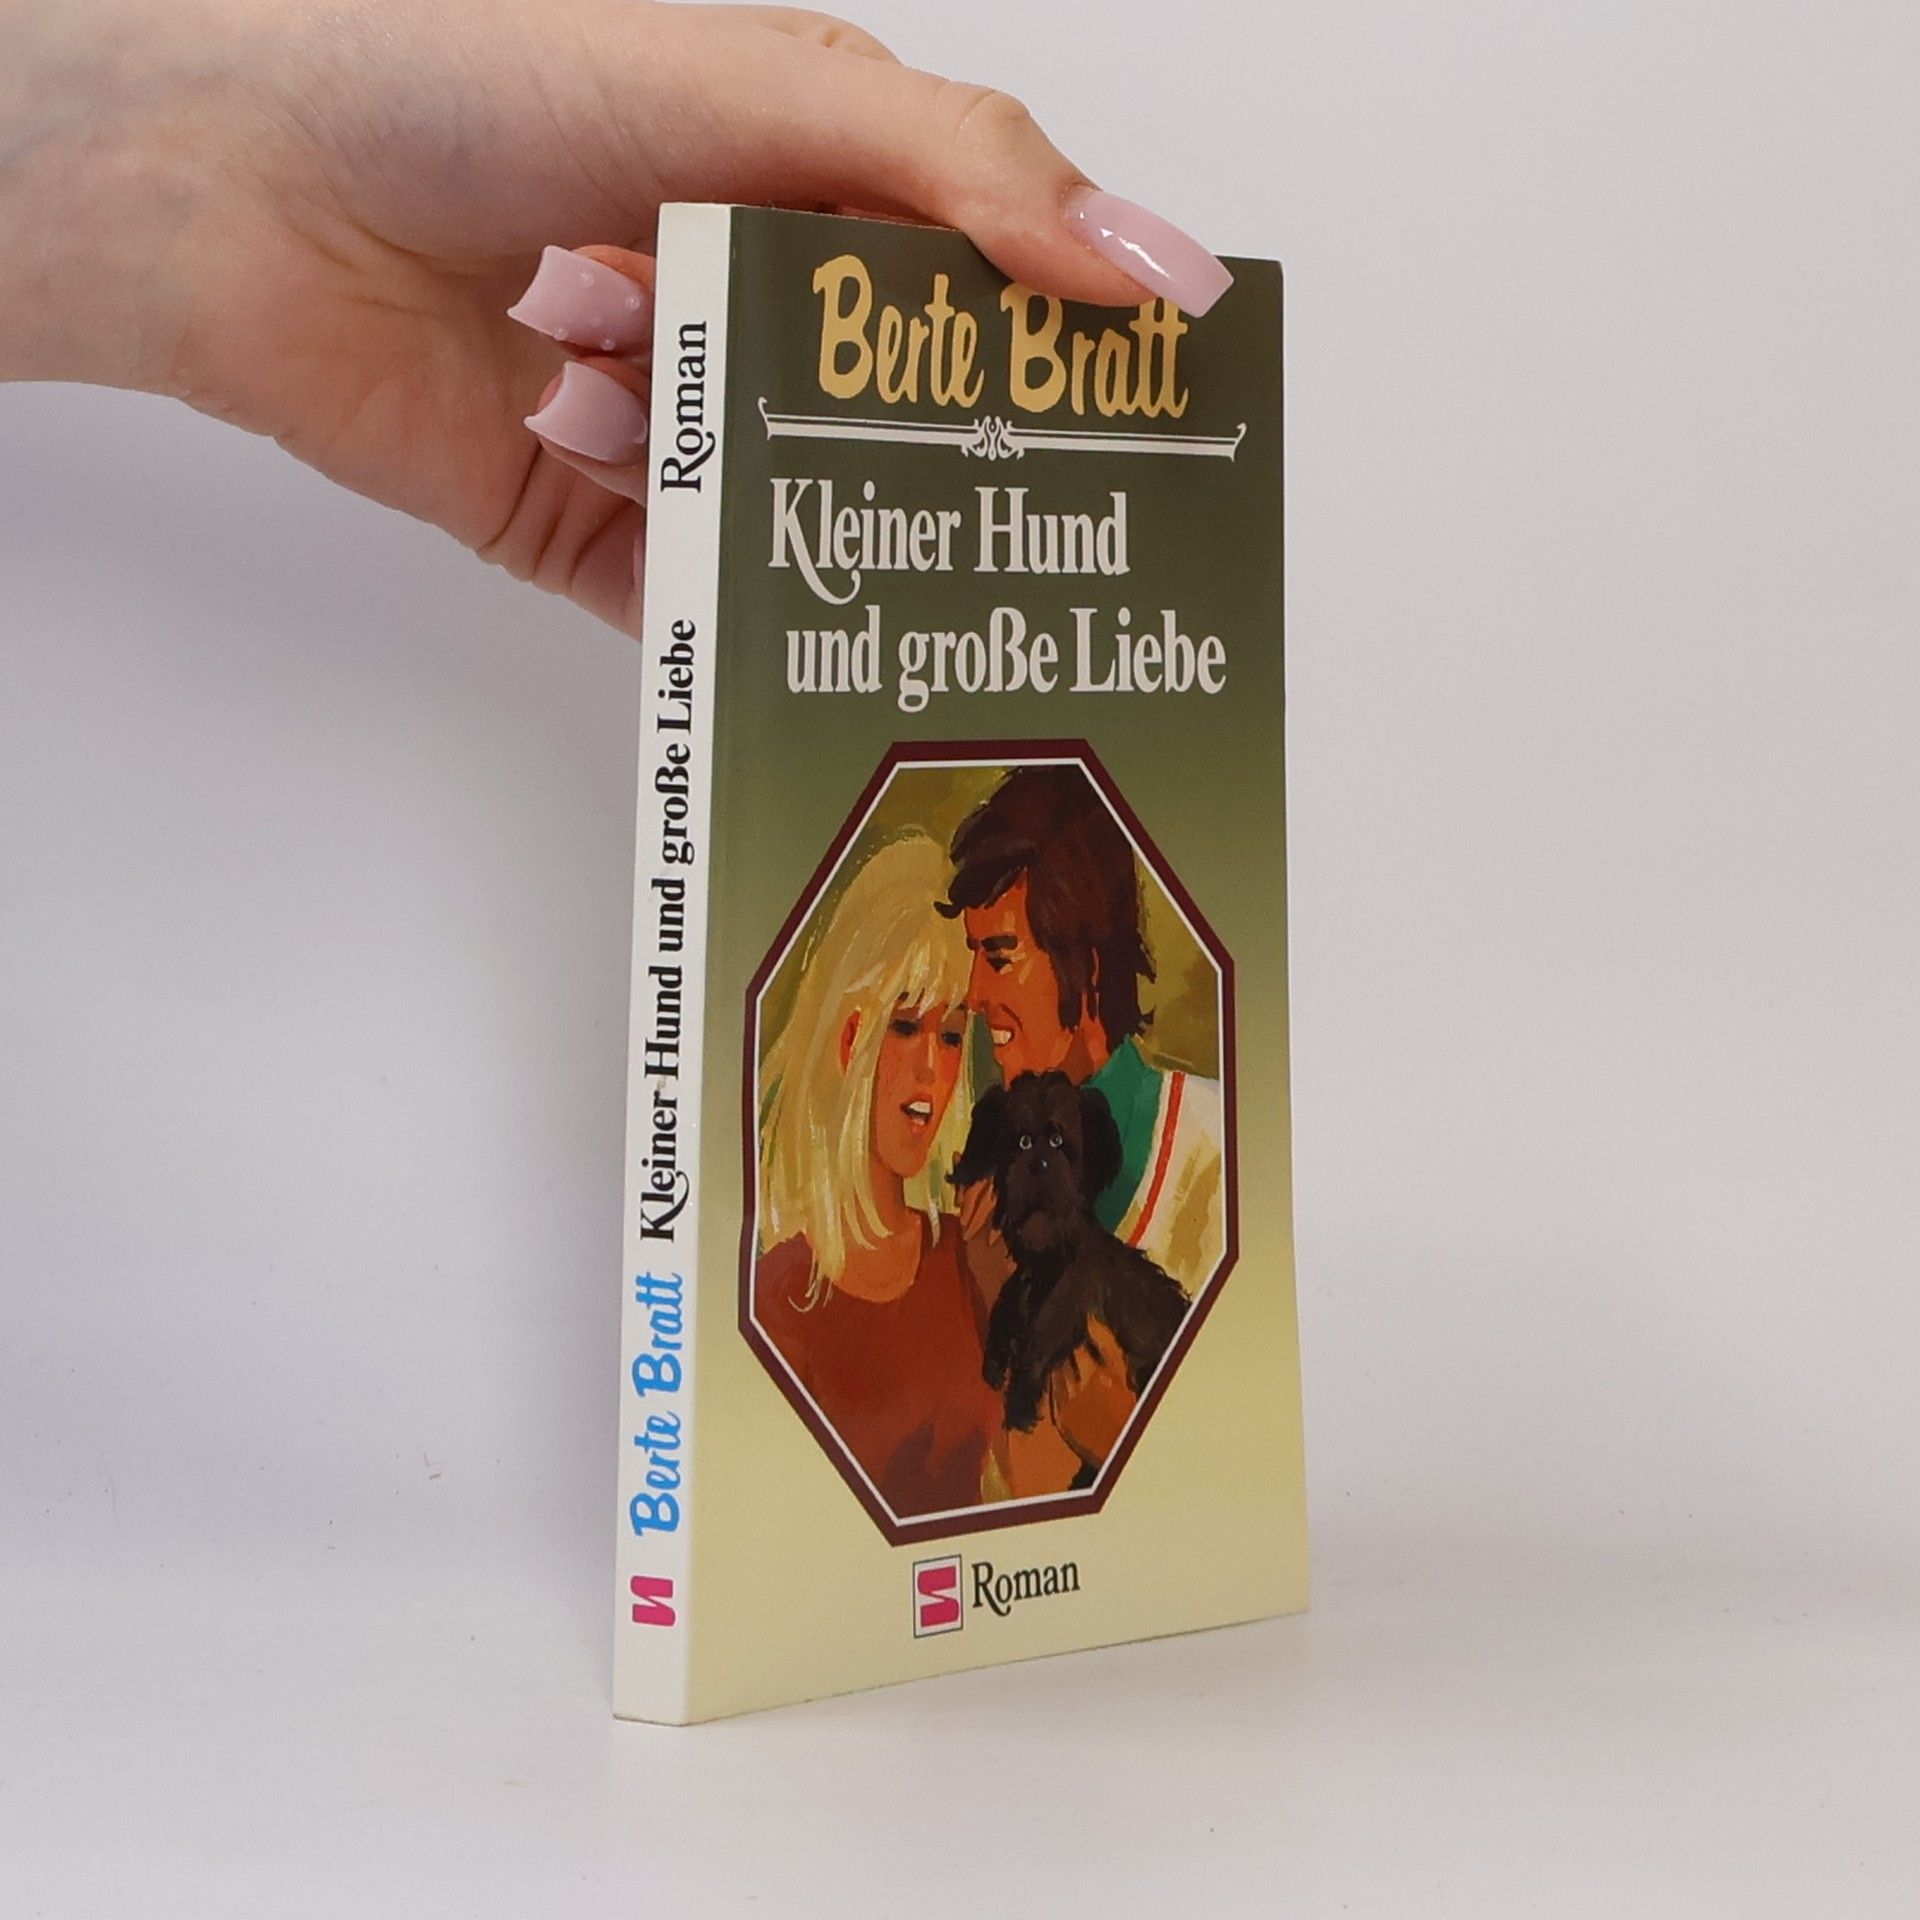 Berte Bratt
Kleiner Hund
und große Liebe
Roman
Berte Bratt Kleiner Hund und große Liebe Roman